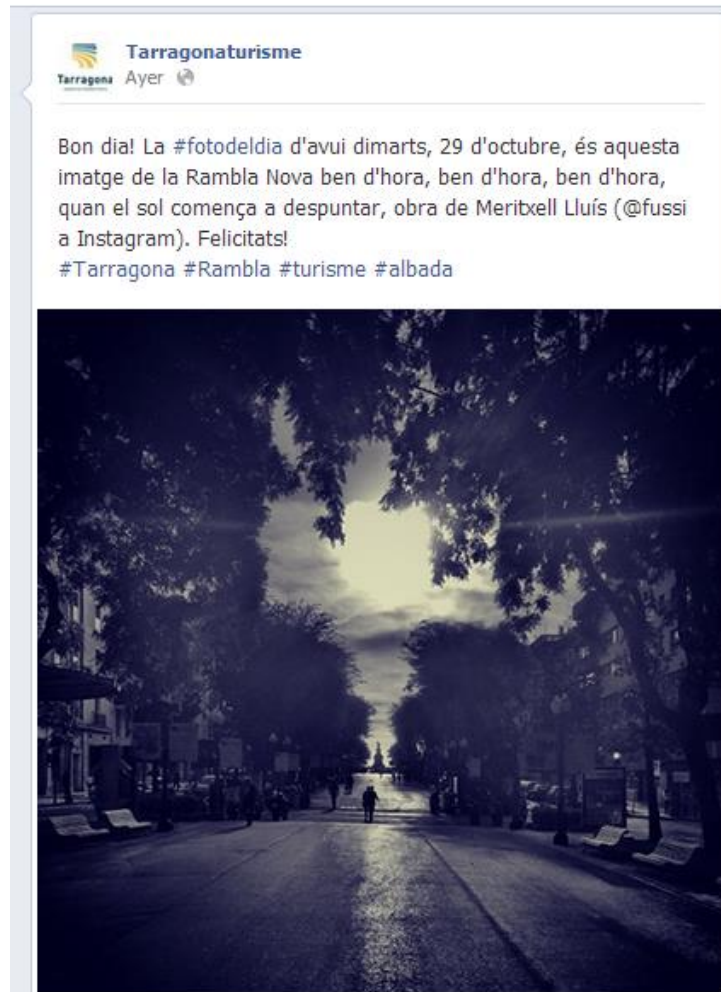 Tarragonaturisme
Tarragona
Ayer
Bon dia! La #fotodeldia d'avui dimarts, 29 d'octubre, és aquesta
imatge de la Rambla Nova ben d'hora, ben d'hora, ben d'hora,
quan el sol comença a despuntar, obra de Meritxell Lluís (@fussi
a Instagram). Felicitats!
#Tarragona #Rambla #turisme #albada